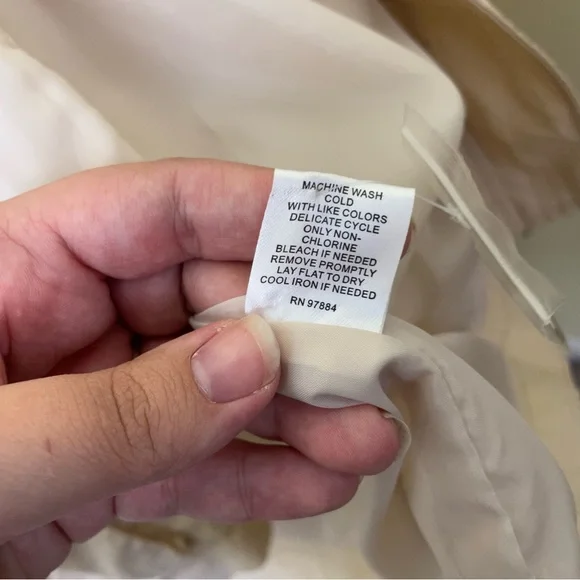 MACHINE WASH
COLD
WITH LIKE COLORS
DELICATE CYCLE
ONLY NON-
CHLORINE
BLEACH IF NEEDED
REMOVE PROMPTLY
LAY FLAT TO DRY
COOL IRON IF NEEDED
RN 97884